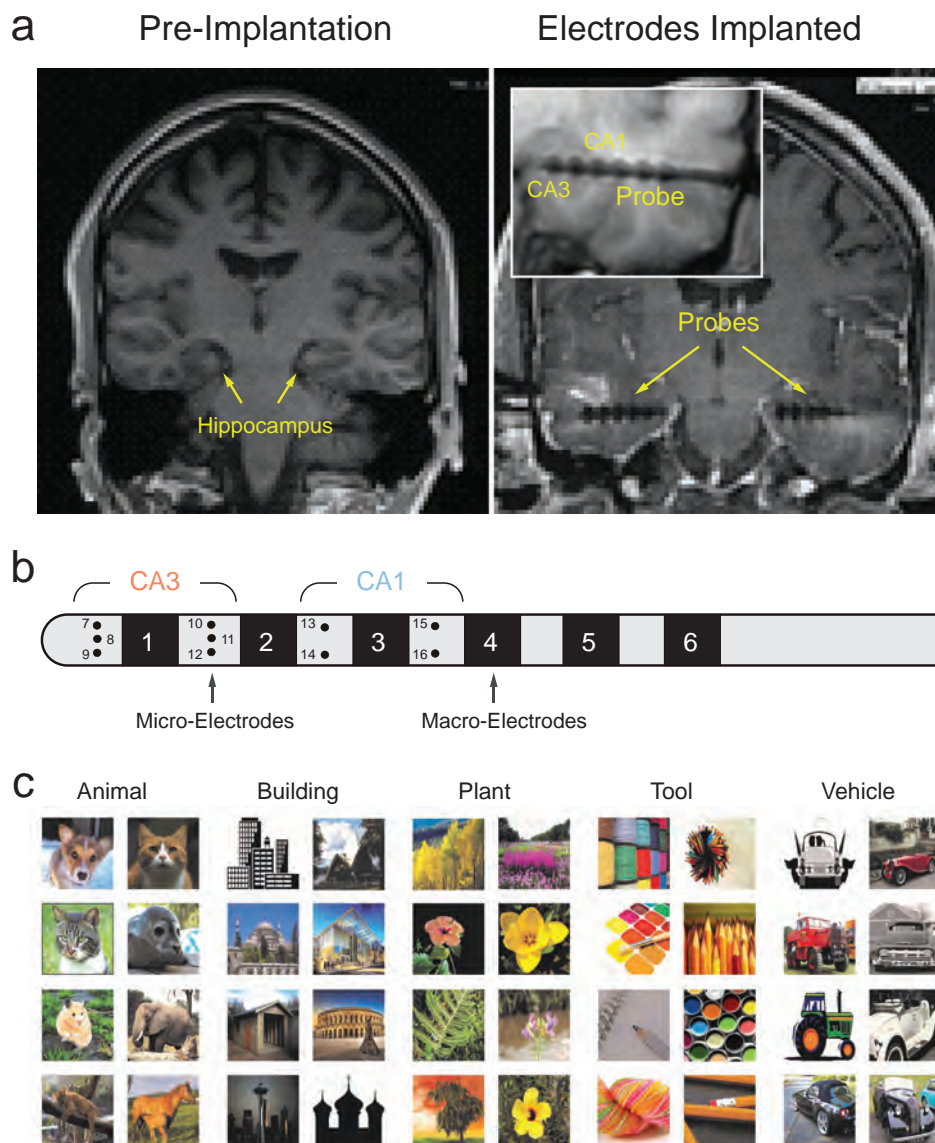 a
Pre-Implantation
Electrodes Implanted
CA1
CA3
Probe
Probes
Hippocampus
b
CA3
CA1
7
8
9
1
10
11
12
2
13
14
3
15
16
4
5
6
Micro-Electrodes
Macro-Electrodes
c
Animal
Building
Plant
Tool
Vehicle